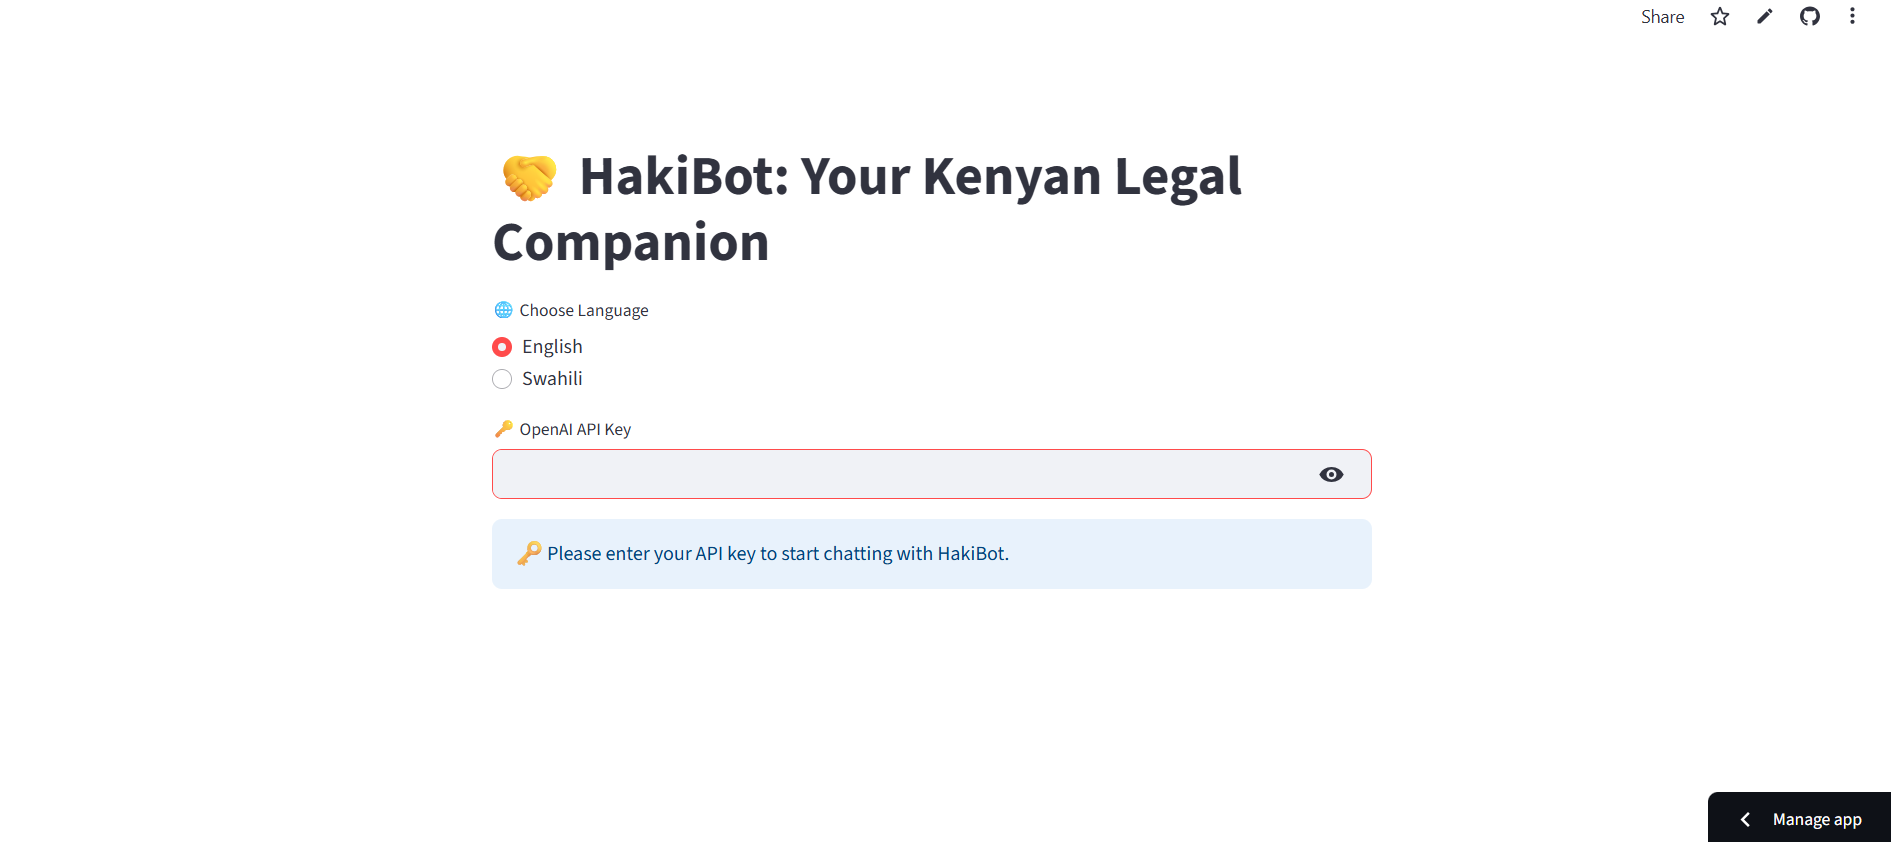 Share
🤝 HakiBot: Your Kenyan Legal
Companion
🌐 Choose Language
English
Swahili
🔑 OpenAI API Key
🔑 Please enter your API key to start chatting with HakiBot.
Manage app